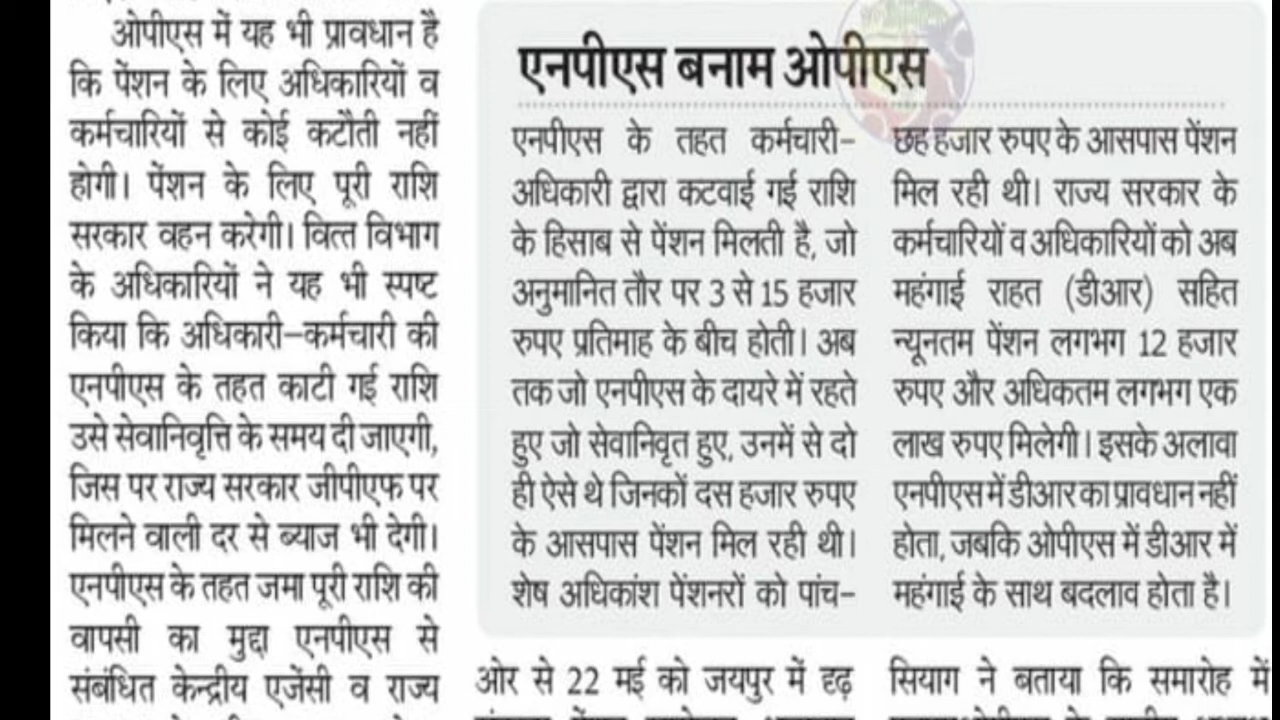 ओपीएस में यह भी प्रावधान है
कि पेंशन के लिए अधिकारियों व
कर्मचारियों से कोई कटौती नहीं
होगी। पेंशन के लिए पूरी राशि
सरकार वहन करेगी। वित्त विभाग
के अधिकारियों ने यह भी स्पष्ट
किया कि अधिकारी-कर्मचारी की
एनपीएस के तहत काटी गई राशि
उसे सेवानिवृत्ति के समय दी जाएगी,
जिस पर राज्य सरकार जीपीएफ पर
मिलने वाली दर से ब्याज भी देगी।
एनपीएस के तहत जमा पूरी राशि की
वापसी का मुद्दा एनपीएस से
संबंधित केन्द्रीय एजेंसी व राज्य
एनपीएस बनाम ओपीएस
एनपीएस के तहत कर्मचारी-
अधिकारी द्वारा कटवाई गई राशि
के हिसाब से पेंशन मिलती है, जो
अनुमानित तौर पर 3 से 15 हजार
रुपए प्रतिमाह के बीच होती। अब
तक जो एनपीएस के दायरे में रहते
हुए जो सेवानिवृत हुए, उनमें से दो
ही ऐसे थे जिनकों दस हजार रुपए
के आसपास पेंशन मिल रही थी।
शेष अधिकांश पेंशनरों को पांच-
छह हजार रुपए के आसपास पेंशन
मिल रही थी। राज्य सरकार के
कर्मचारियों व अधिकारियों को अब
महंगाई राहत (डीआर) सहित
न्यूनतम पेंशन लगभग 12 हजार
रुपए और अधिकतम लगभग एक
लाख रुपए मिलेगी। इसके अलावा
एनपीएस में डीआर का प्रावधान नहीं
होता, जबकि ओपीएस में डीआर में
महंगाई के साथ बदलाव होता है।
ओर से 22 मई को जयपुर में दृढ़
सियाग ने बताया कि समारोह में